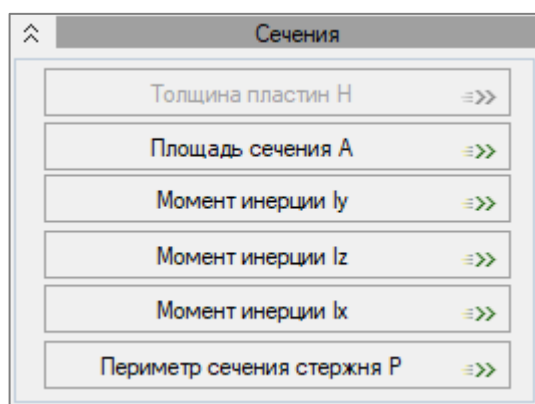 Сечения
Толщина пластин H
Площадь сечения A
Момент инерции Iy
Момент инерции Iz
Момент инерции Ix
Периметр сечения стержня P